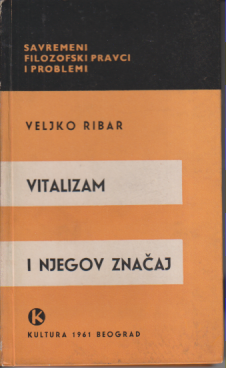 SAVREMENI
FILOZOFSKI PRAVCI
I PROBLEMI
VELJKO RIBAR
VITALIZAM
I NJEGOV ZNAČAJ
K
KULTURA 1961 BEOGRAD